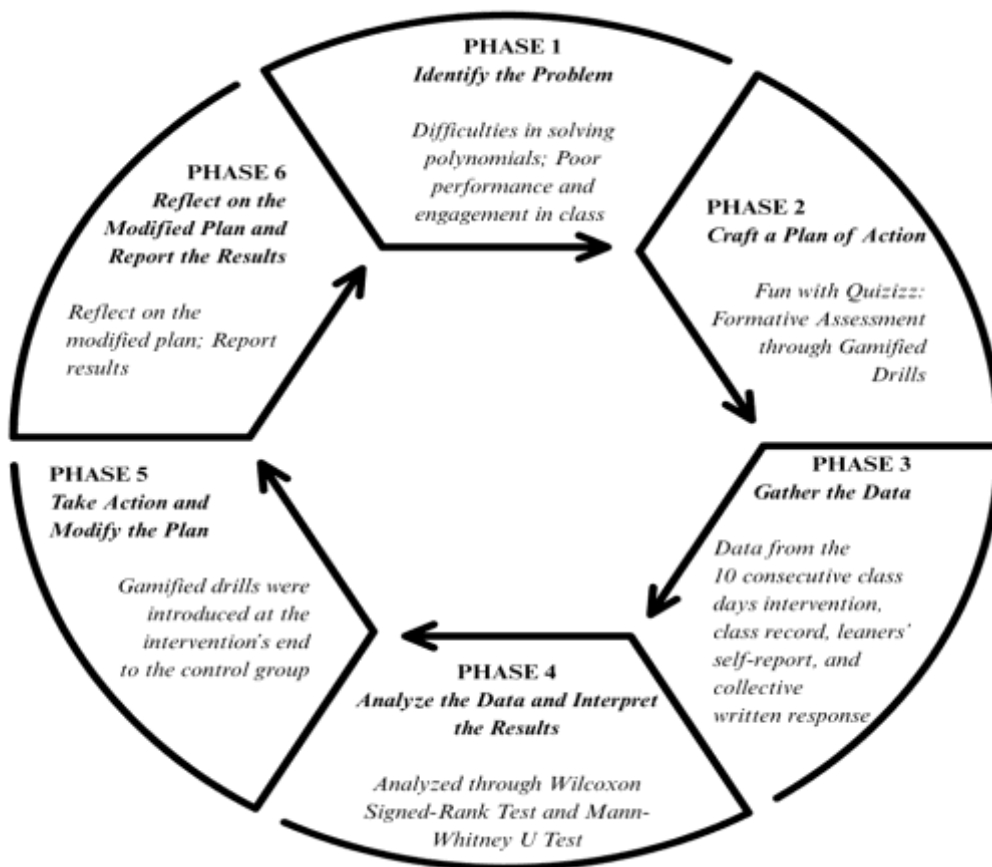 PHASE 1
Identify the Problem
Difficulties in solving
polynomials; Poor
performance and
engagement in class
PHASE 2
Craft a Plan of Action
Fun with Quizizz:
Formative Assessment
through Gamified
Drills
PHASE 3
Gather the Data
Data from the
10 consecutive class
days intervention,
class record, leaners'
self-report, and
collective
written response
PHASE 4
Analyze the Data and Interpret
the Results
Analyzed through Wilcoxon
Signed-Rank Test and Mann-
Whitney U Test
PHASE 5
Take Action and
Modify the Plan
Gamified drills were
introduced at the
intervention's end
to the control group
PHASE 6
Reflect on the
Modified Plan and
Report the Results
Reflect on the
modified plan; Report
results